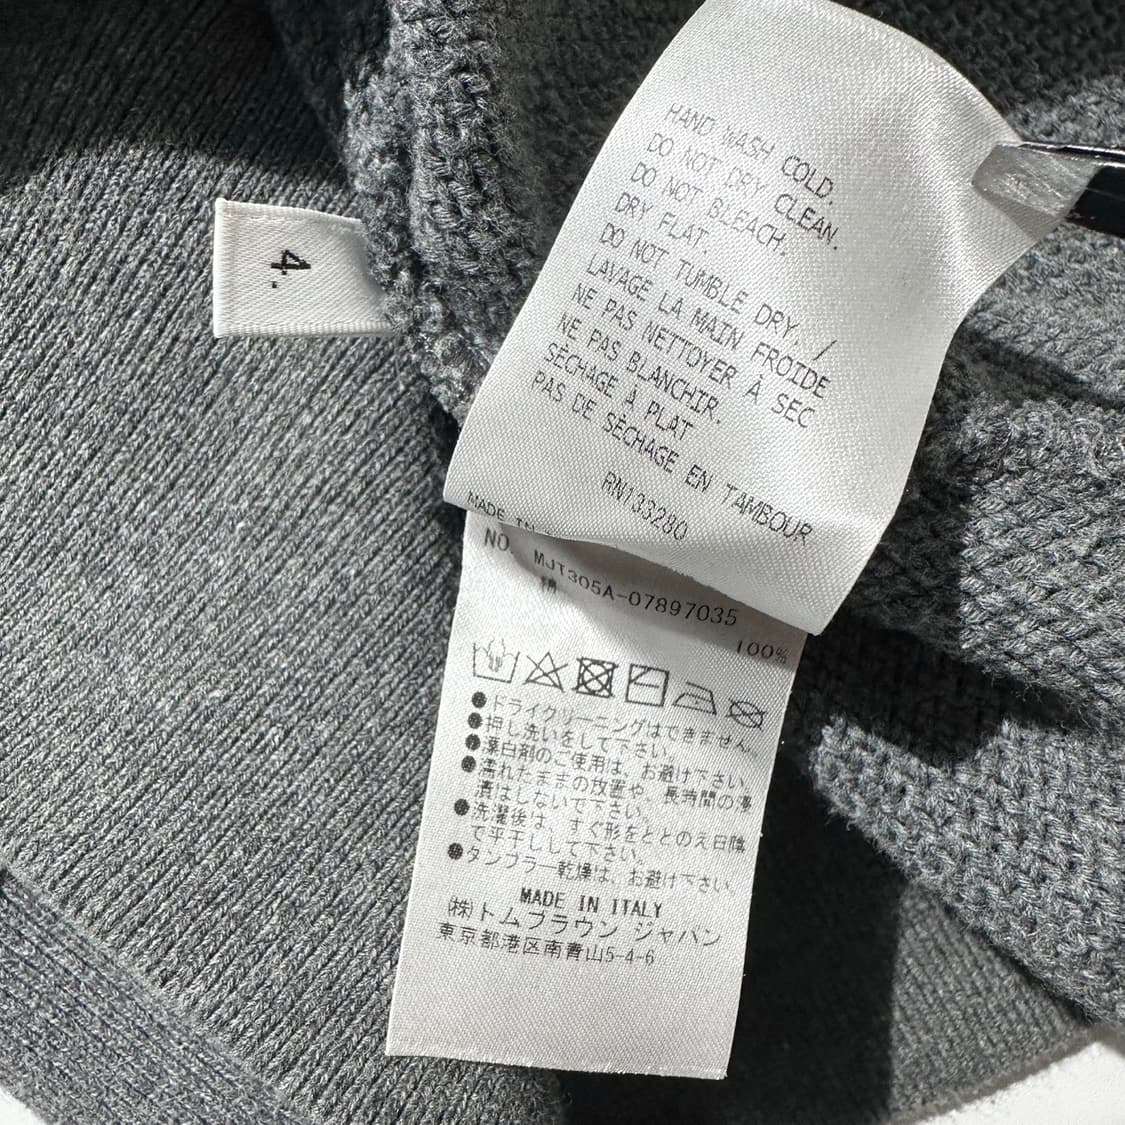 4.
HAND WASH COLD.
DO NOT DRY CLEAN.
DO NOT BLEACH.
DRY FLAT.
DO NOT TUMBLE DRY. /
LAVAGE LA MAIN FROIDE
NE PAS NETTOYER À SEC
NE PAS BLANCHIR.
SÉCHAGE À PLAT
PAS DE SÉCHAGE EN TAMBOUR
RN133280
MADE IN
NO. MJT305A-07897035
綿 100%
●ドライクリーニングはできません。
●押し洗いをして下さい。
●漂白剤のご使用は、お避け下さい。
●濡れたままの放置や、長時間の浸
漬はしないで下さい。
●洗濯後は、すぐ形をととのえ日陰
で平干しして下さい。
●タンブラー乾燥は、お避け下さい。
MADE IN ITALY
(株)トムブラウン ジャパン
東京都港区南青山5-4-6